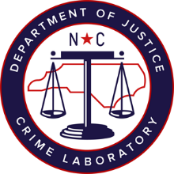 DEPARTMENT OF JUSTICE
N★C
CRIME LABORATORY